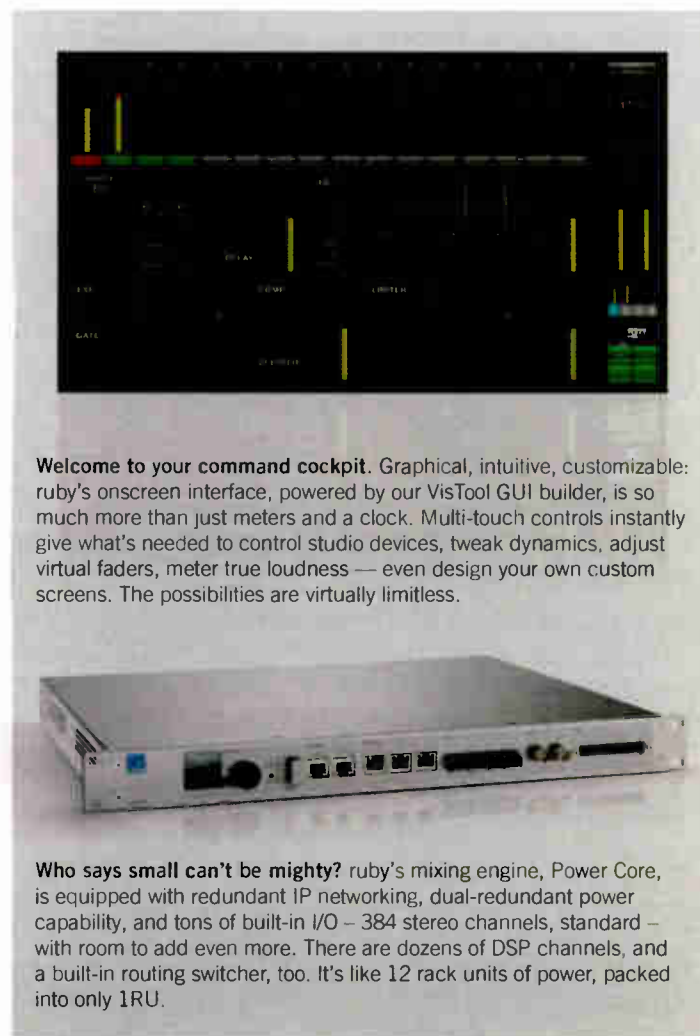 DELAY
COMP
LIMITER
GATE
Welcome to your command cockpit. Graphical, intuitive, customizable:
ruby's onscreen interface, powered by our VisTool GUI builder, is so
much more than just meters and a clock. Multi-touch controls instantly
give what's needed to control studio devices, tweak dynamics, adjust
virtual faders, meter true loudness — even design your own custom
screens. The possibilities are virtually limitless.
Who says small can't be mighty? ruby's mixing engine, Power Core,
is equipped with redundant IP networking, dual-redundant power
capability, and tons of built-in I/O – 384 stereo channels, standard –
with room to add even more. There are dozens of DSP channels, and
a built-in routing switcher, too. It's like 12 rack units of power, packed
into only 1RU.